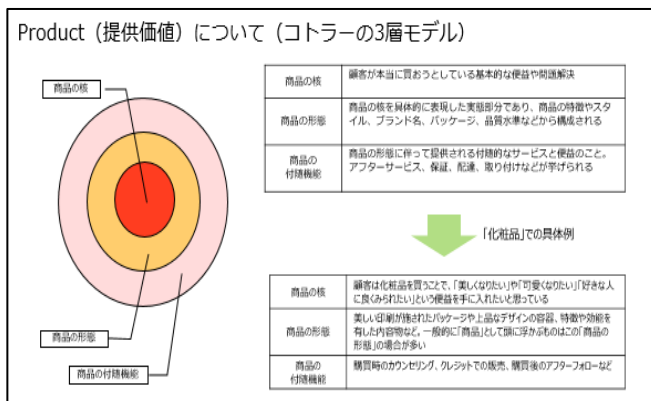 Product（提供価値）について（コトラーの3層モデル）
商品の核
商品の形態
商品の付随機能
商品の核
顧客が本当に買おうとしている基本的な便益や問題解決
商品の形態
商品の核を具体的に表現した実態部分であり、商品の特徴やスタ
イル、ブランド名、パッケージ、品質水準などから構成される
商品の
付随機能
商品の形態に伴って提供される付随的なサービスと便益のこと。
アフターサービス、保証、配達、取り付けなどが挙げられる
「化粧品」での具体例
商品の核
顧客は化粧品を買うことで、「美しくなりたい」や「可愛くなりたい」「好きな人
に良くみられたい」という便益を手に入れたいと思っている
商品の形態
美しい印刷が施されたパッケージや上品なデザインの容器、特徴や効能を
有した内容物など。一般的に「商品」として頭に浮かぶものはこの「商品の
形態」の場合が多い
商品の
付随機能
購買時のカウンセリング、クレジットでの販売、購買後のアフターフォローなど